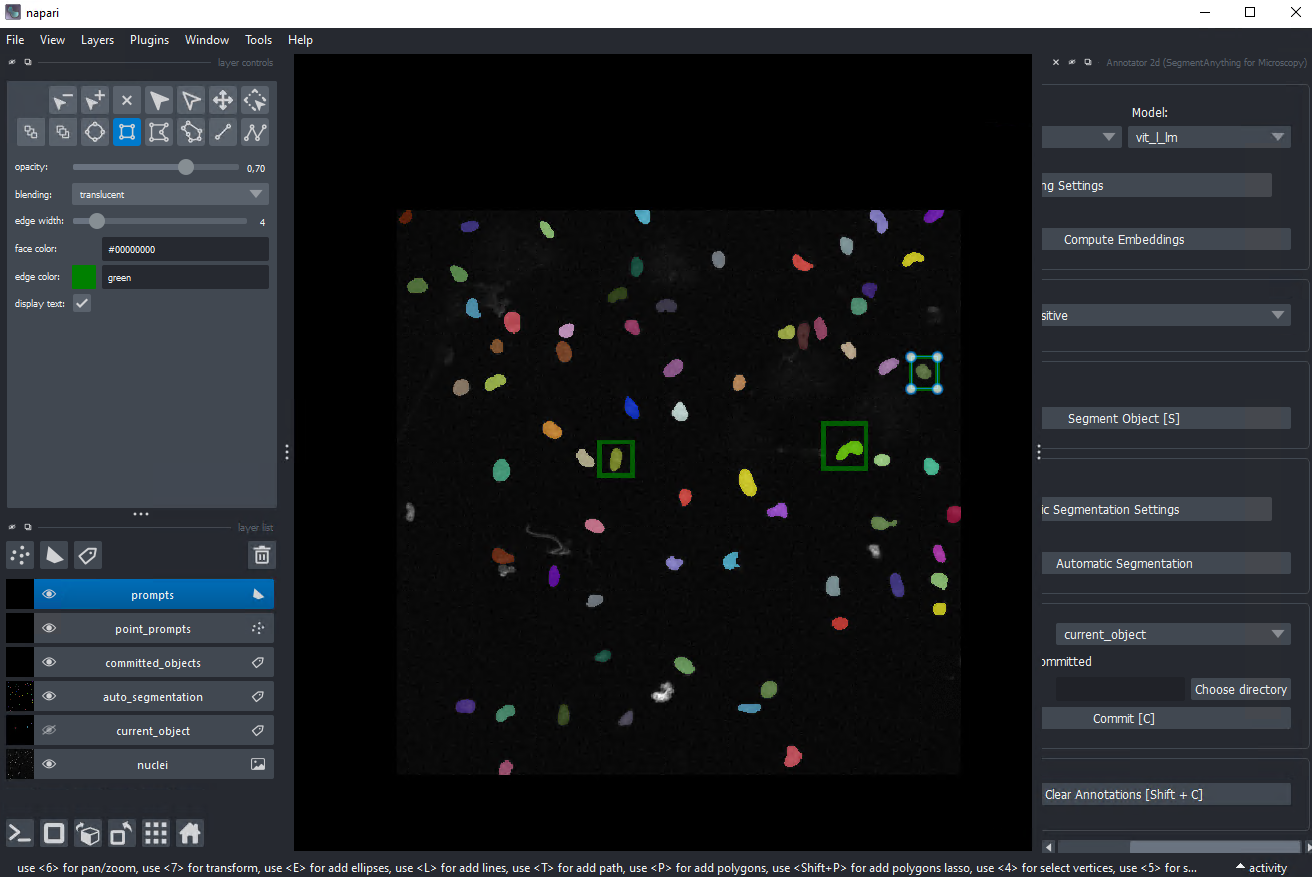 napari
File View Layers Plugins Window Tools Help
layer controls
Annotator 2d (SegmentAnything for Microscopy)
opacity: 0,70
blending: translucent
edge width: 4
face color: #00000000
edge color: green
display text:
layer list
prompts
point_prompts
committed_objects
auto_segmentation
current_object
nuclei
Model:
vit_l_lm
ng Settings
Compute Embeddings
sitive
Segment Object [S]
ic Segmentation Settings
Automatic Segmentation
current_object
ommitted
Choose directory
Commit [C]
Clear Annotations [Shift + C]
use <6> for pan/zoom, use <7> for transform, use <E> for add ellipses, use <L> for add lines, use <T> for add path, use <P> for add polygons, use <Shift+P> for add polygons lasso, use <4> for select vertices, use <5> for s...
activity